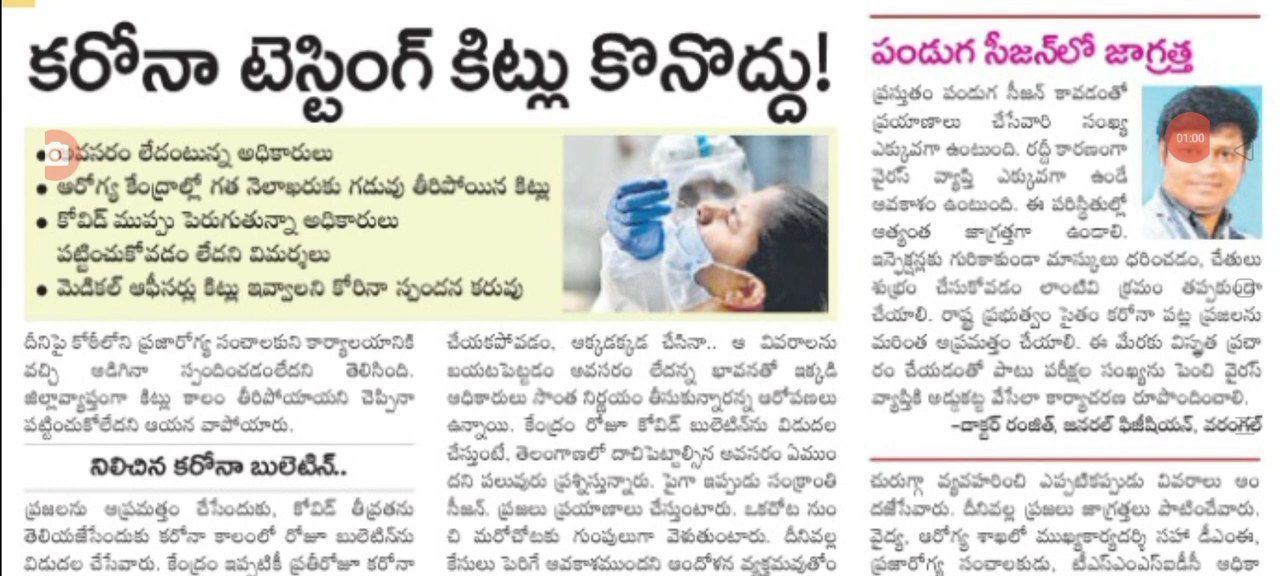 కరోనా టెస్టింగ్ కిట్లు కొనొద్దు!
• అవసరం లేదంటున్న అధికారులు
• ఆరోగ్య కేంద్రాల్లో గత నెలాఖరుకు గడువు తీరిపోయిన కిట్లు
• కోవిడ్ ముప్పు పెరుగుతున్నా అధికారులు
పట్టించుకోవడం లేదని విమర్శలు
• మెడికల్ ఆఫీసర్లు కిట్లు ఇవ్వాలని కోరినా స్పందన కరువు
దీనిపై కోఠీలోని ప్రజారోగ్య సంచాలకుని కార్యాలయానికి
వచ్చి అడిగినా స్పందించడంలేదని తెలిసింది.
జిల్లావ్యాప్తంగా కిట్లు కాలం తీరిపోయాయని చెప్పినా
పట్టించుకోలేదని ఆయన వాపోయారు.
నిలిచిన కరోనా బులెటిన్..
ప్రజలను అప్రమత్తం చేసేందుకు, కోవిడ్ తీవ్రతను
తెలియజేసేందుకు కరోనా కాలంలో రోజూ బులెటిన్‌ను
విడుదల చేసేవారు. కేంద్రం ఇప్పటికీ ప్రతీరోజూ కరోనా
చేయకపోవడం, అక్కడక్కడ చేసినా.. ఆ వివరాలను
బయటపెట్టడం అవసరం లేదన్న భావనతో ఇక్కడి
అధికారులు సొంత నిర్ణయం తీసుకున్నారన్న ఆరోపణలు
ఉన్నాయి. కేంద్రం రోజూ కోవిడ్ బులెటిన్‌ను విడుదల
చేస్తుంటే, తెలంగాణలో దాచిపెట్టాల్సిన అవసరం ఏముం
దని పలువురు ప్రశ్నిస్తున్నారు. పైగా ఇప్పుడు సంక్రాంతి
సీజన్. ప్రజలు ప్రయాణాలు చేస్తుంటారు. ఒకచోట నుం
చి మరోచోటకు గుంపులుగా వెళుతుంటారు. దీనివల్ల
కేసులు పెరిగే అవకాశముందని ఆందోళన వ్యక్తమవుతోం
పండుగ సీజన్‌లో జాగ్రత్త
ప్రస్తుతం పండుగ సీజన్ కావడంతో
ప్రయాణాలు చేసేవారి సంఖ్య
ఎక్కువగా ఉంటుంది. రద్దీ కారణంగా
వైరస్ వ్యాప్తి ఎక్కువగా ఉండే
అవకాశం ఉంటుంది. ఈ పరిస్థితుల్లో
అత్యంత జాగ్రత్తగా ఉండాలి.
ఇన్ఫెక్షన్లకు గురికాకుండా మాస్కులు ధరించడం, చేతులు
శుభ్రం చేసుకోవడం లాంటివి క్రమం తప్పకుండా
చేయాలి. రాష్ట్ర ప్రభుత్వం సైతం కరోనా పట్ల ప్రజలను
మరింత అప్రమత్తం చేయాలి. ఈ మేరకు విస్తృత ప్రచా
రం చేయడంతో పాటు పరీక్షల సంఖ్యను పెంచి వైరస్
వ్యాప్తికి అడ్డుకట్ట వేసేలా కార్యాచరణ రూపొందించాలి.
–డాక్టర్ రంజిత్, జనరల్ ఫిజీషియన్, వరంగల్
చురుగ్గా వ్యవహరించి ఎప్పటికప్పుడు వివరాలు అం
దజేసేవారు. దీనివల్ల ప్రజలు జాగ్రత్తలు పాటించేవారు.
వైద్య, ఆరోగ్య శాఖలో ముఖ్యకార్యదర్శి సహా డీఎంఈ,
ప్రజారోగ్య సంచాలకుడు, టీఎస్ఎంఎస్ఐడీసీ అధికా
01:00